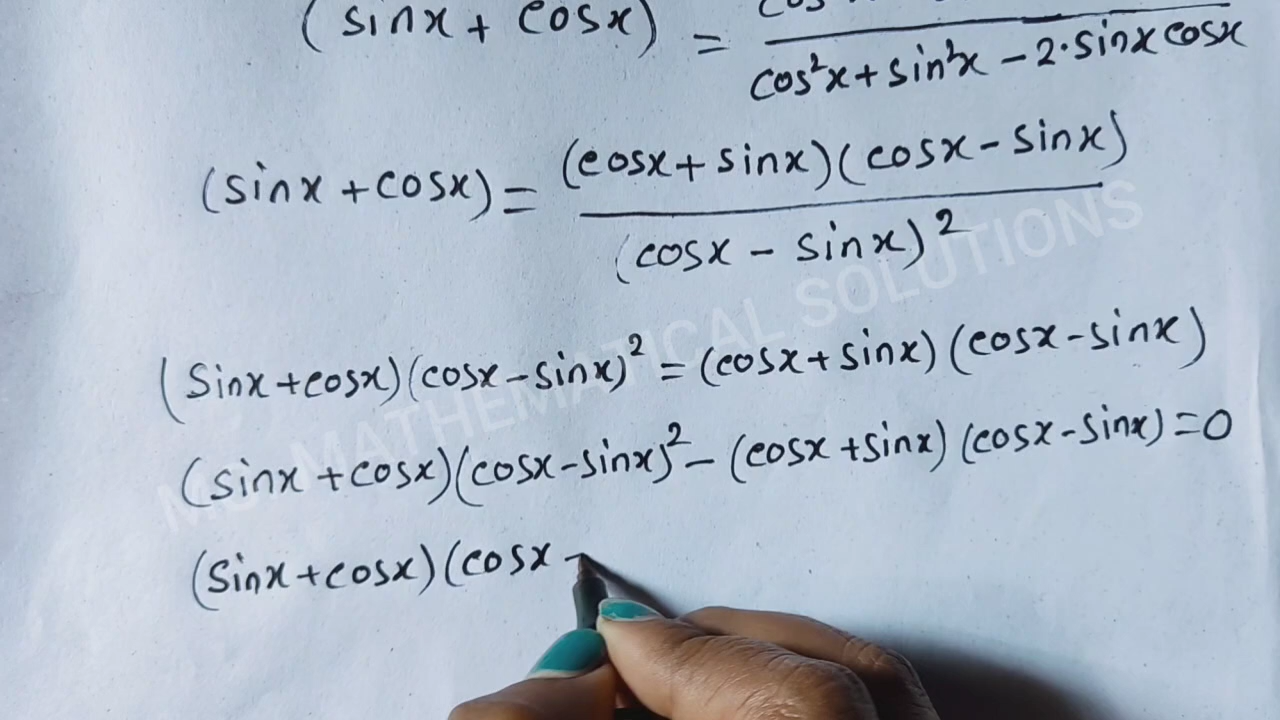 (sinx + cosx) = cos
cos²x + sin²x - 2·sinx cosx
(sinx + cosx) = (cosx + sinx)(cosx - sinx)
(cosx - sinx)²
(Sinx + cosx)(cosx - sinx)² = (cosx + sinx)(cosx - sinx)
(sinx + cosx)(cosx - sinx)² - (cosx + sinx)(cosx - sinx) = 0
(sinx + cosx)(cosx -
MATHEMATICAL SOLUTIONS